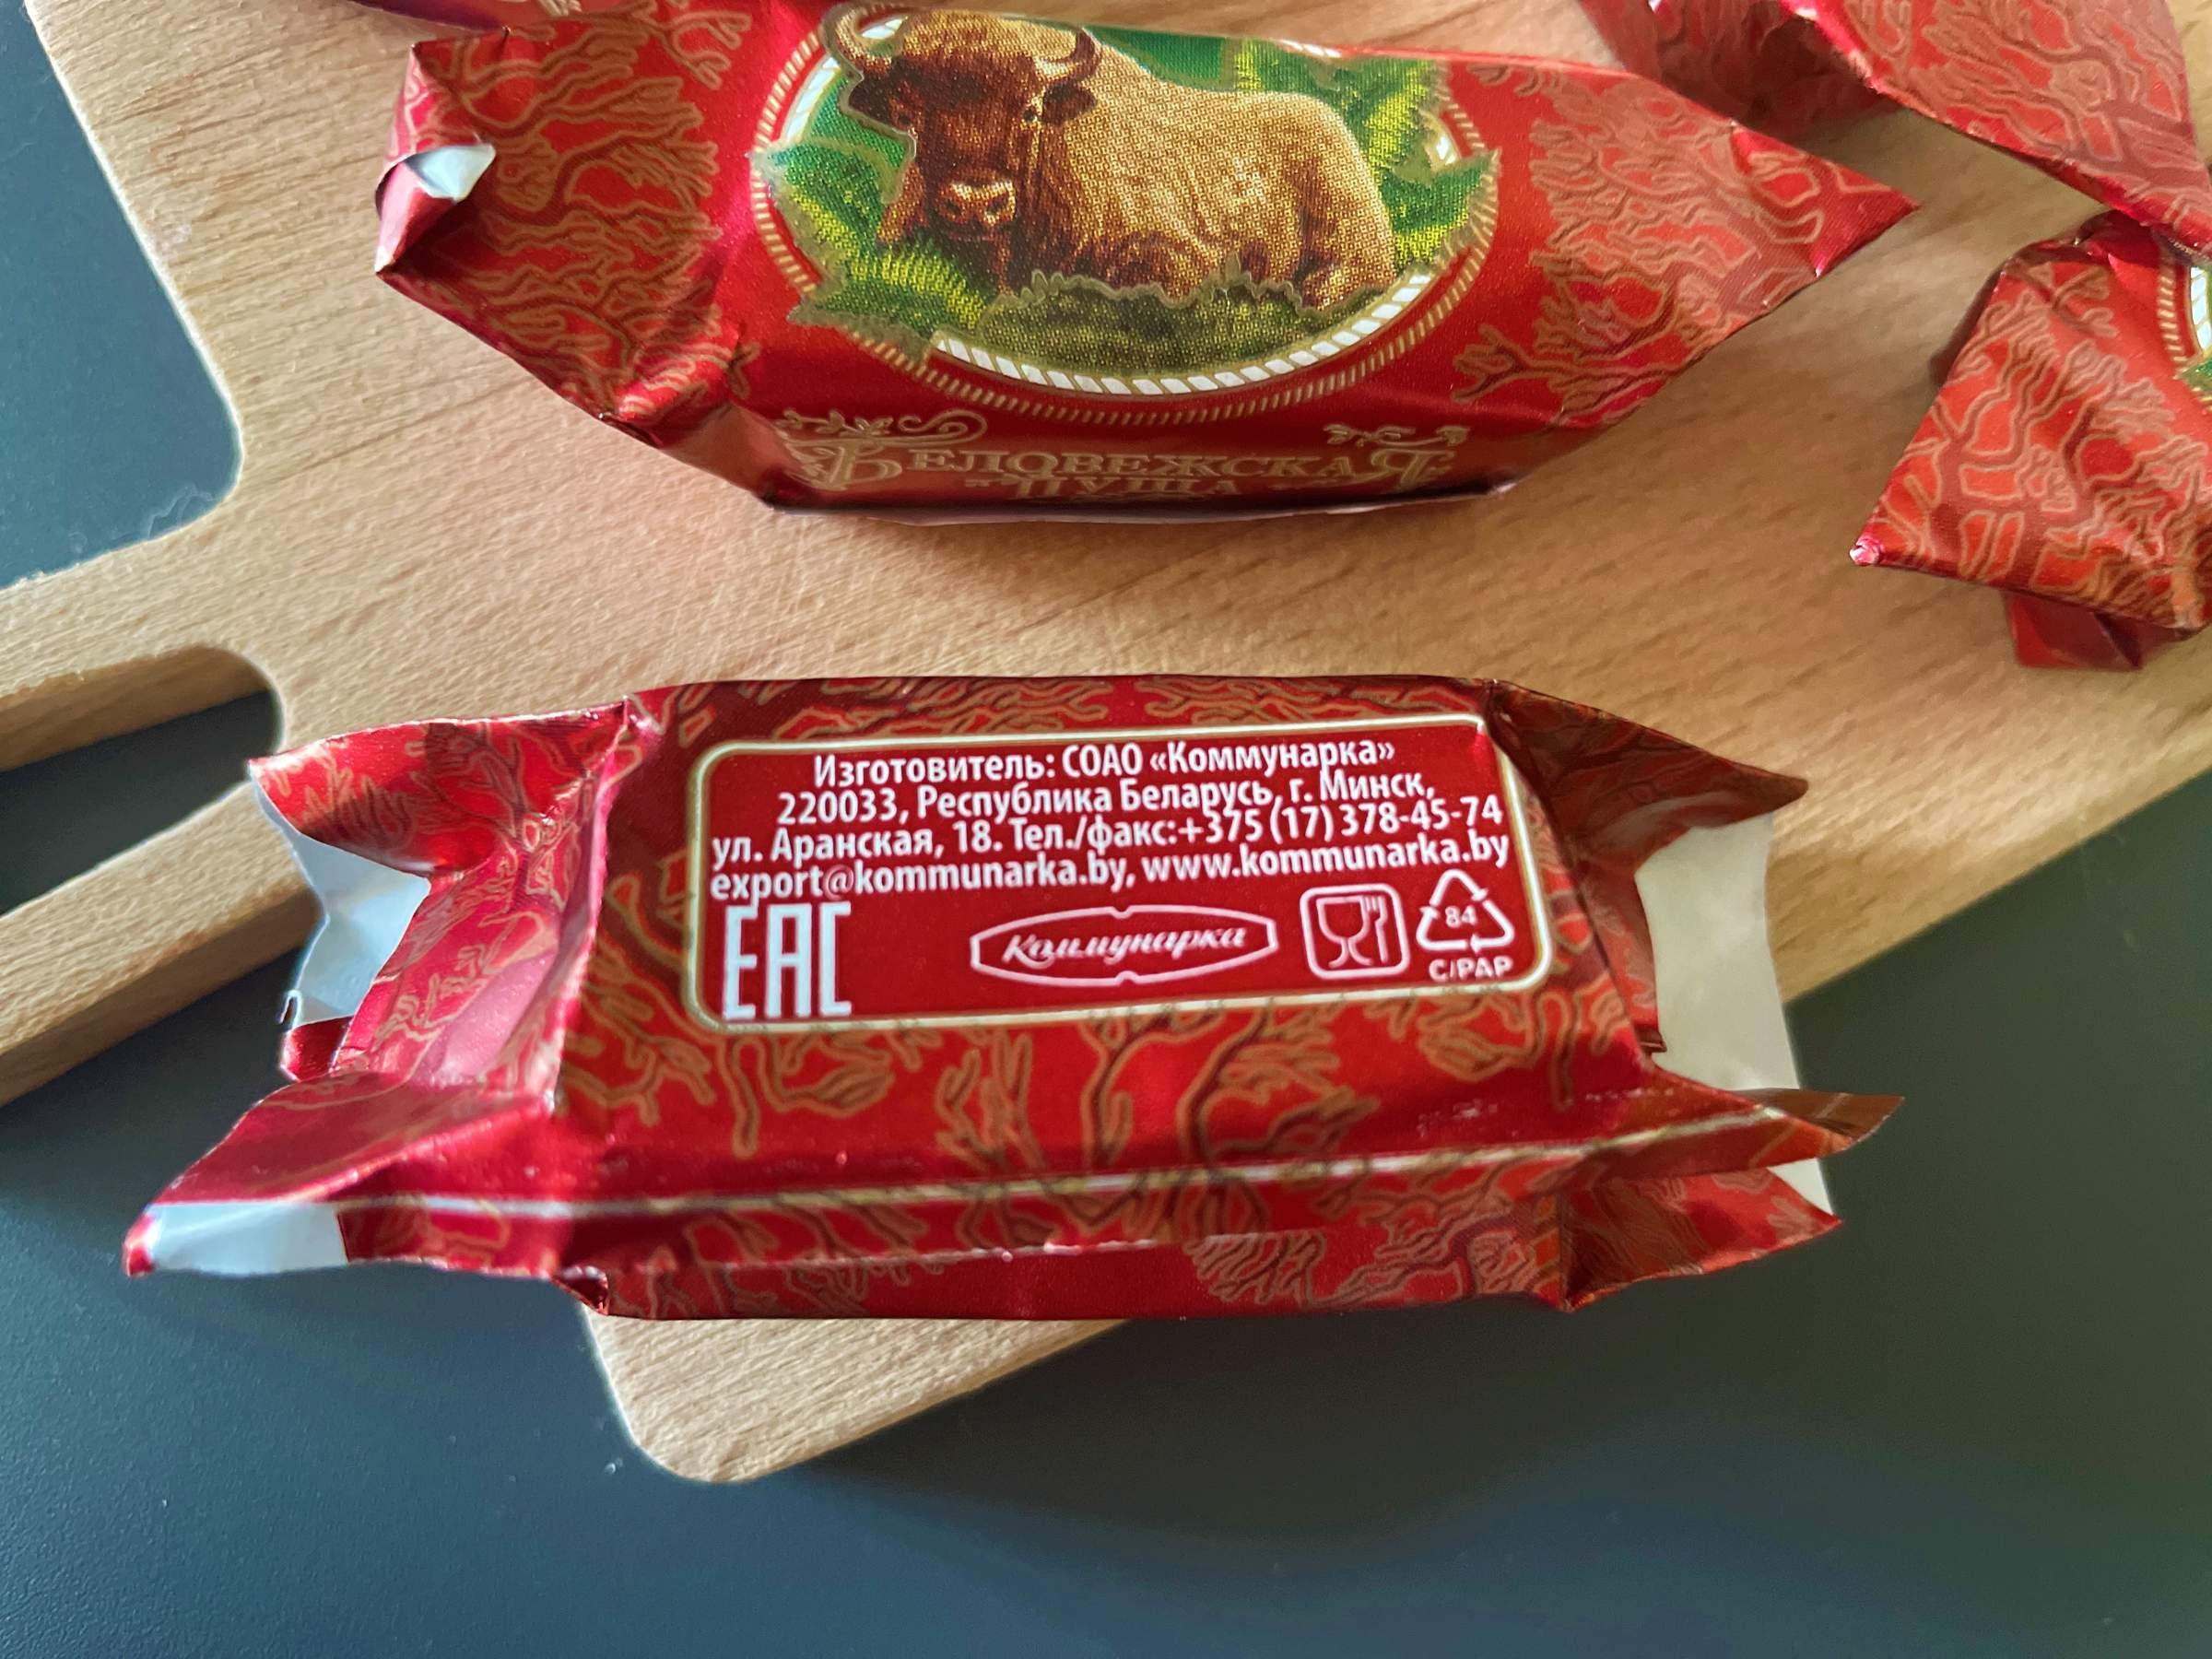 БЕЛОВЕЖСКАЯ
ПУЩА
Изготовитель: СОАО «Коммунарка»
220033, Республика Беларусь, г. Минск,
ул. Аранская, 18. Тел./факс:+375 (17) 378-45-74
export@kommunarka.by, www.kommunarka.by
EAC
Коммунарка
84
C/PAP